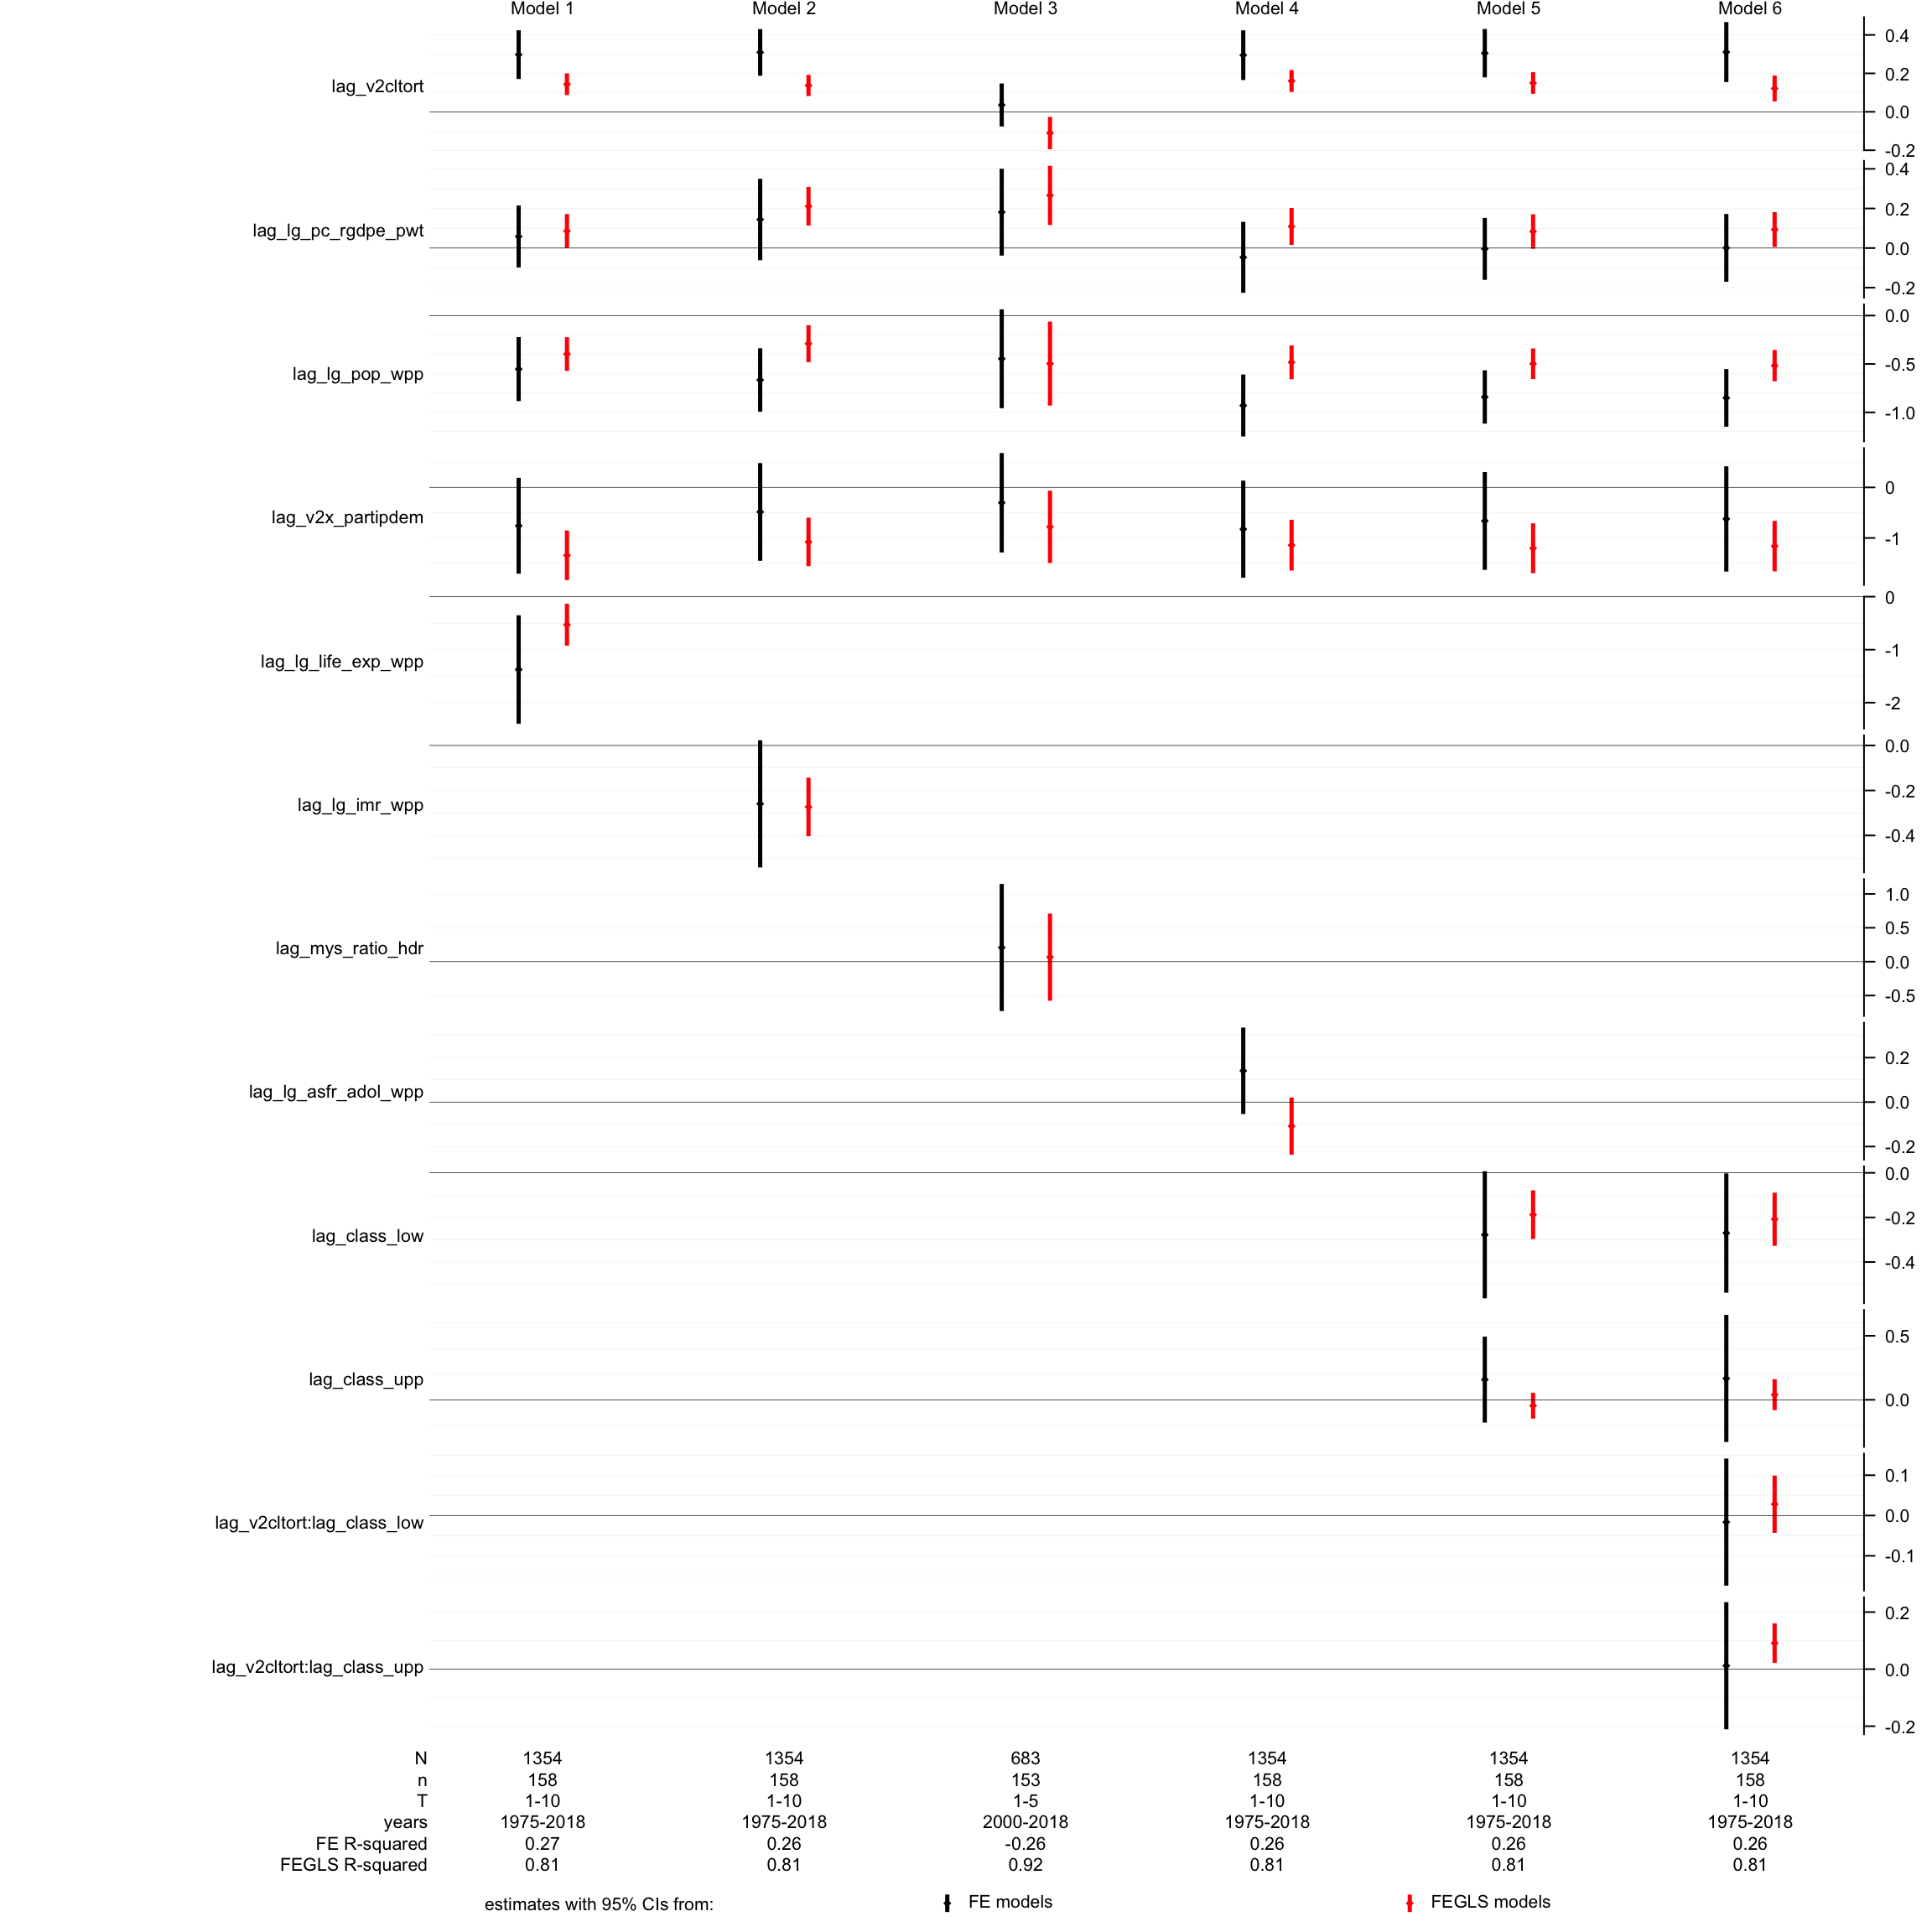 Model 1 Model 2 Model 3 Model 4 Model 5 Model 6
lag_v2cltort
0.4
0.2
0.0
-0.2
lag_lg_pc_rgdpe_pwt
0.4
0.2
0.0
-0.2
lag_lg_pop_wpp
0.0
-0.5
-1.0
lag_v2x_partipdem
0
-1
lag_lg_life_exp_wpp
0
-1
-2
lag_lg_imr_wpp
0.0
-0.2
-0.4
lag_mys_ratio_hdr
1.0
0.5
0.0
-0.5
lag_lg_asfr_adol_wpp
0.2
0.0
-0.2
lag_class_low
0.0
-0.2
-0.4
lag_class_upp
0.5
0.0
lag_v2cltort:lag_class_low
0.1
0.0
-0.1
lag_v2cltort:lag_class_upp
0.2
0.0
-0.2
N 1354 1354 683 1354 1354 1354
n 158 158 153 158 158 158
T 1-10 1-10 1-5 1-10 1-10 1-10
years 1975-2018 1975-2018 2000-2018 1975-2018 1975-2018 1975-2018
FE R-squared 0.27 0.26 -0.26 0.26 0.26 0.26
FEGLS R-squared 0.81 0.81 0.92 0.81 0.81 0.81
estimates with 95% CIs from: FE models FEGLS models